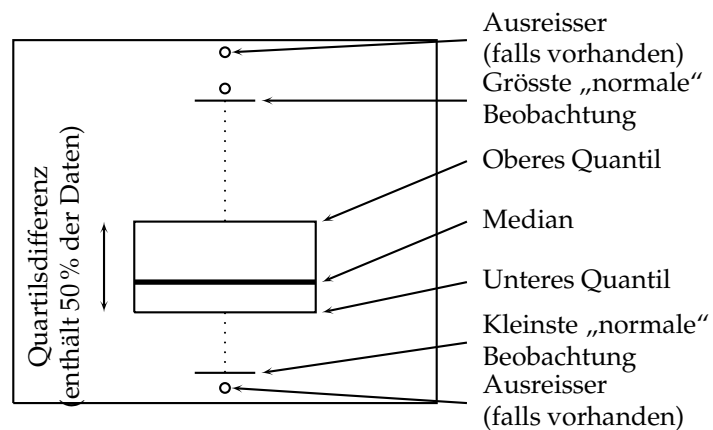 Ausreisser
(falls vorhanden)
Grösste „normale“
Beobachtung
Oberes Quantil
Median
Unteres Quantil
Kleinste „normale“
Beobachtung
Ausreisser
(falls vorhanden)
Quartilsdifferenz
(enthält 50 % der Daten)